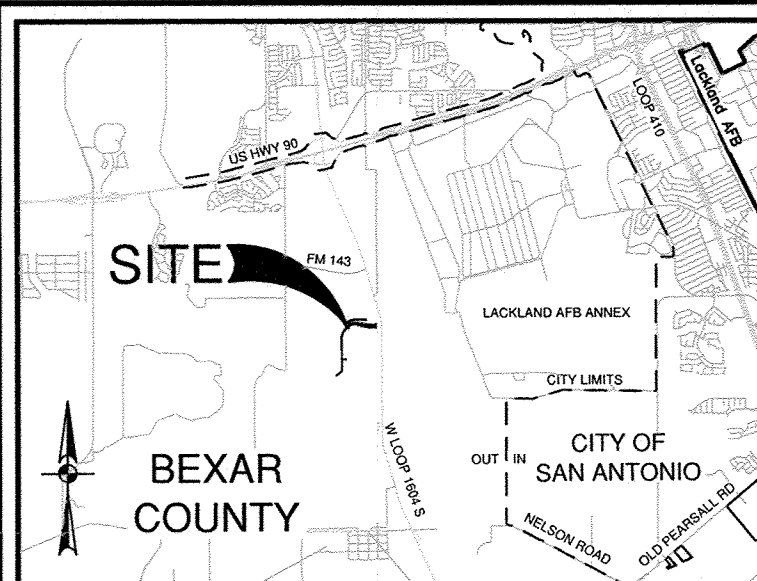 US HWY 90
LOOP 410
Lackland AFB
SITE
FM 143
LACKLAND AFB ANNEX
CITY LIMITS
W LOOP 1604 S
BEXAR
COUNTY
OUT IN
CITY OF
SAN ANTONIO
NELSON ROAD
OLD PEARSALL RD